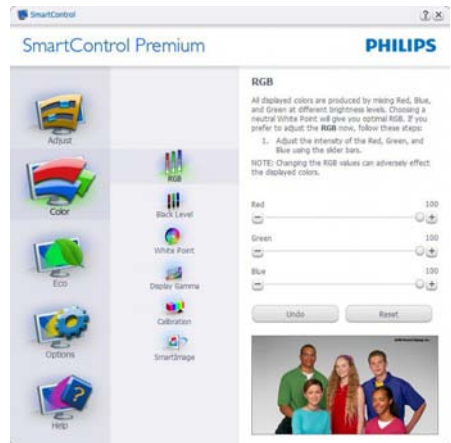 SmartControl
SmartControl Premium
PHILIPS
Adjust
Color
Eco
Options
Help
RGB
Black Level
White Point
Display Gamma
Calibration
SmartImage
RGB
All displayed colors are produced by mixing Red, Blue,
and Green at different brightness levels. Choosing a
neutral White Point will give you optimal RGB. If you
prefer to adjust the RGB now, follow these steps:
1. Adjust the intensity of the Red, Green, and
Blue using the slider bars.
NOTE: Changing the RGB values can adversely effect
the displayed colors.
Red 100
Green 100
Blue 100
Undo Reset